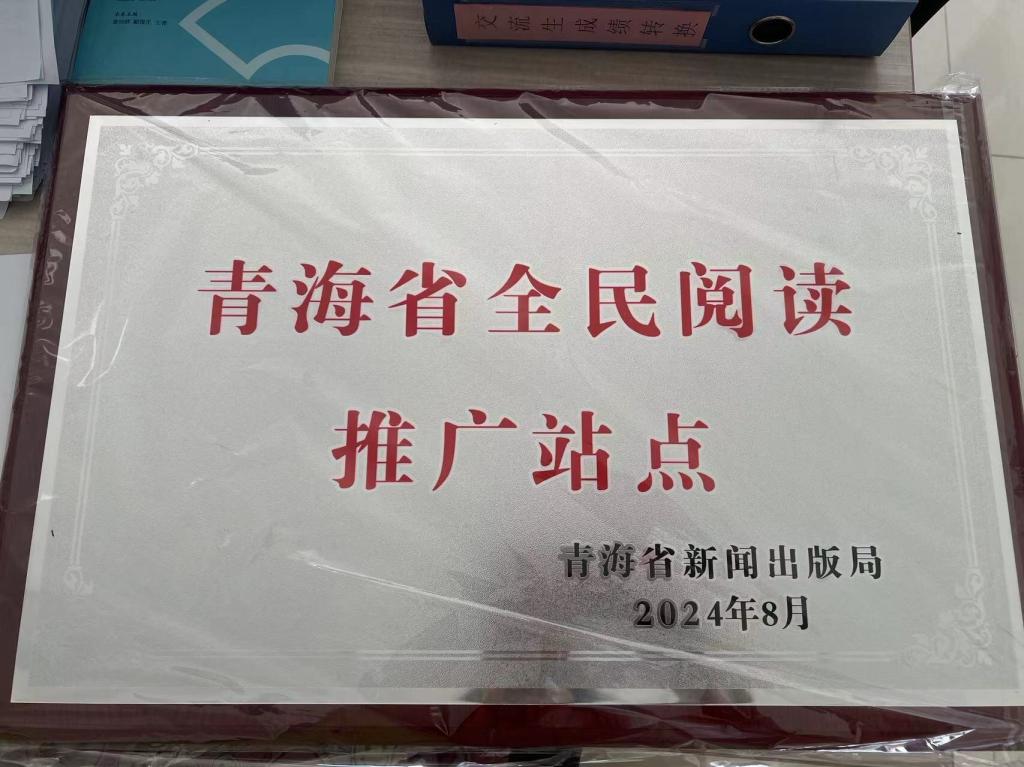 交流生成绩转换
青海省全民阅读
推广站点
青海省新闻出版局
2024年8月